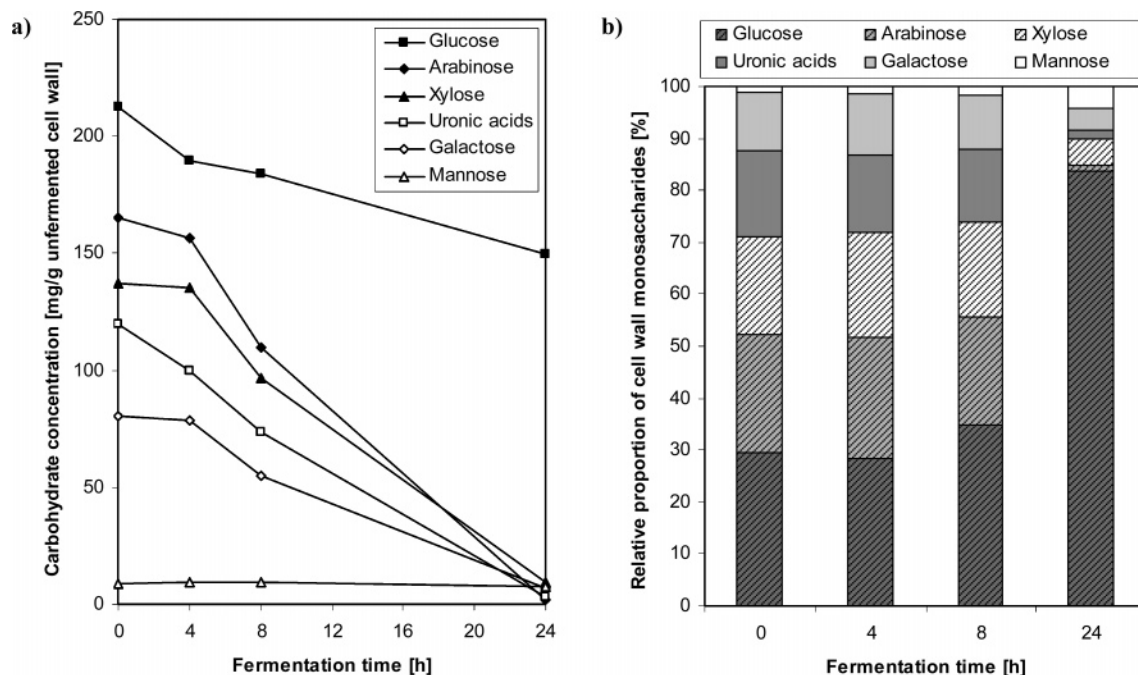 a)
Carbohydrate concentration [mg/g unfermented cell wall]
250
200
150
100
50
0
Glucose
Arabinose
Xylose
Uronic acids
Galactose
Mannose
0 4 8 12 16 20 24
Fermentation time [h]
b)
Glucose Arabinose Xylose
Uronic acids Galactose Mannose
Relative proportion of cell wall monosaccharides [%]
100
90
80
70
60
50
40
30
20
10
0
0 4 8 24
Fermentation time [h]